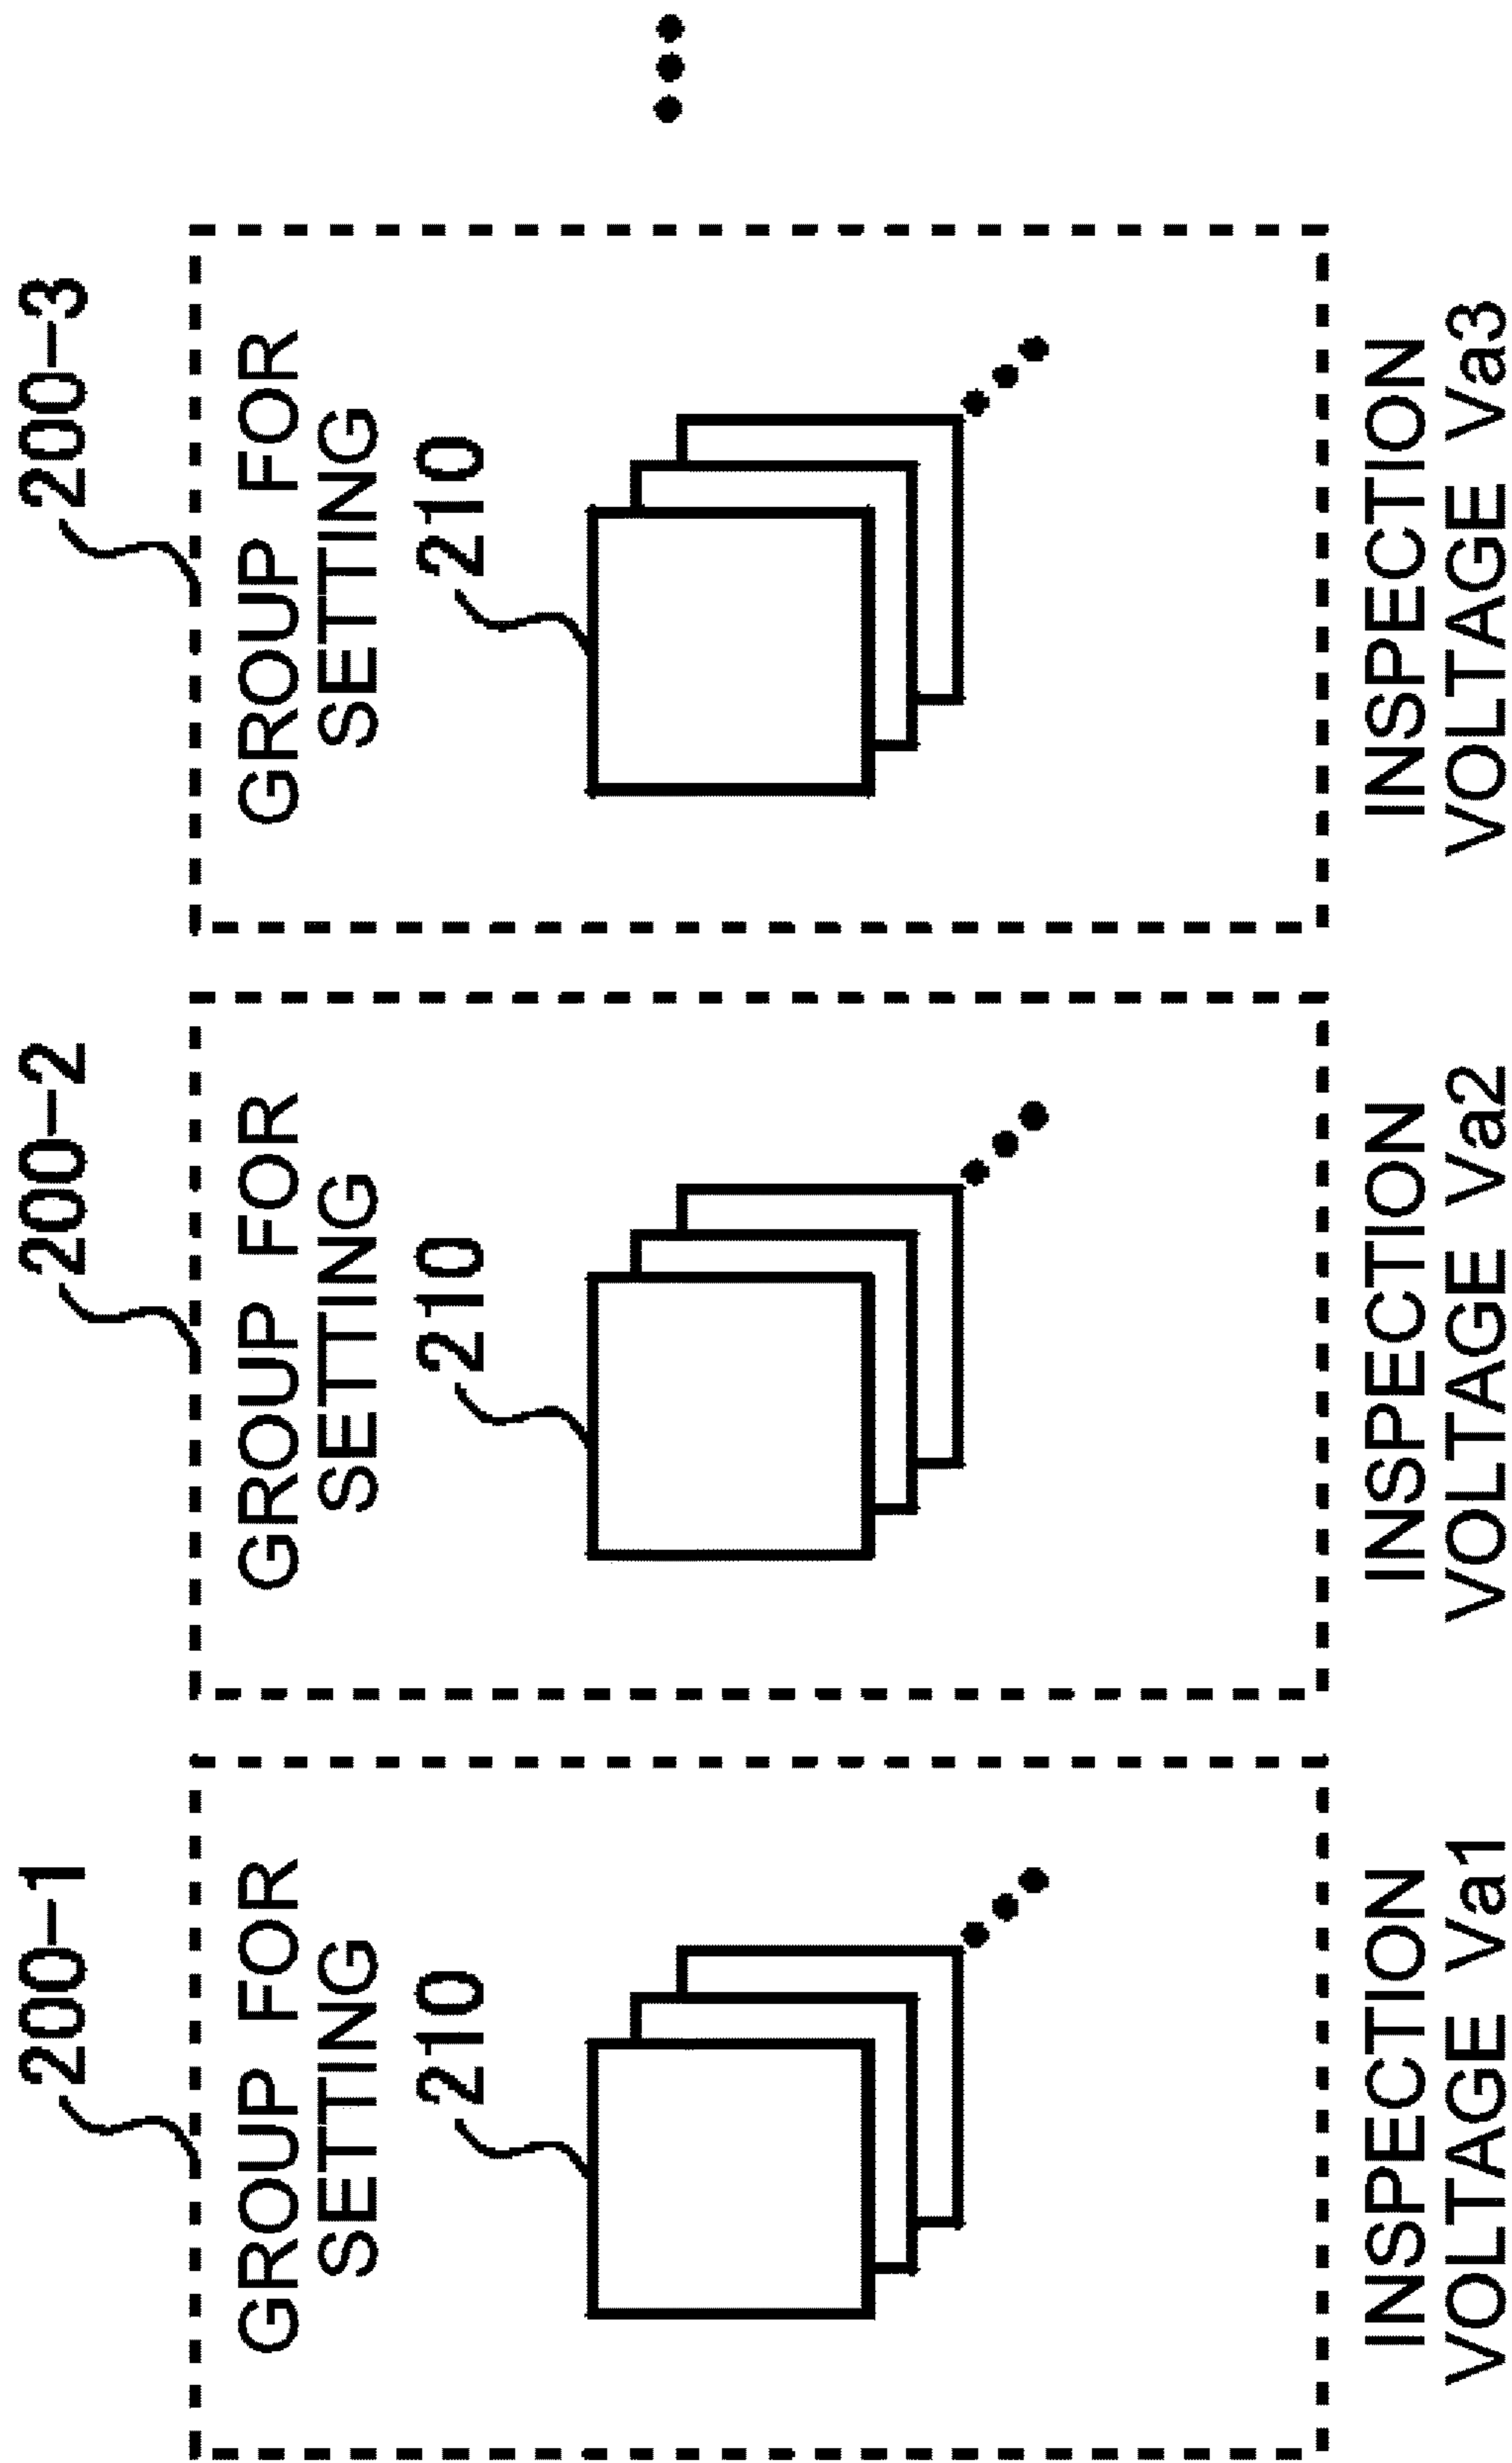 200-1
GROUP FOR
SETTING
210
INSPECTION
VOLTAGE Va1
200-2
GROUP FOR
SETTING
210
INSPECTION
VOLTAGE Va2
200-3
GROUP FOR
SETTING
210
INSPECTION
VOLTAGE Va3